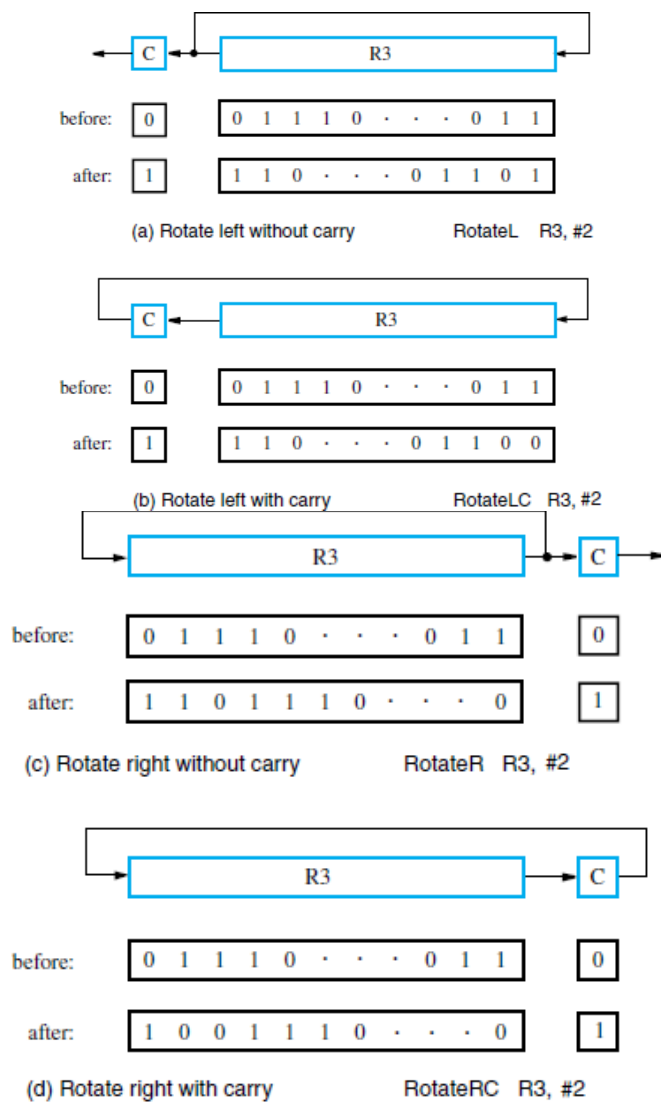 C R3
before: 0 0 1 1 1 0 · · · 0 1 1
after: 1 1 1 0 · · · 0 1 1 0 1
(a) Rotate left without carry RotateL R3, #2
C R3
before: 0 0 1 1 1 0 · · · 0 1 1
after: 1 1 1 0 · · · 0 1 1 0 0
(b) Rotate left with carry RotateLC R3, #2
R3 C
before: 0 1 1 1 0 · · · 0 1 1 0
after: 1 1 0 1 1 1 0 · · · 0 1
(c) Rotate right without carry RotateR R3, #2
R3 C
before: 0 1 1 1 0 · · · 0 1 1 0
after: 1 0 0 1 1 1 0 · · · 0 1
(d) Rotate right with carry RotateRC R3, #2